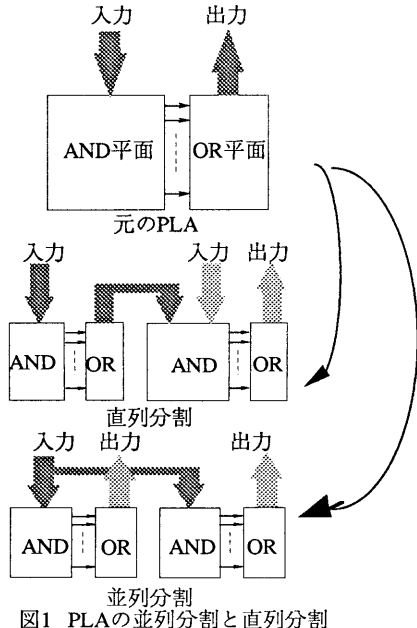 入力 出力
AND平面 OR平面
元のPLA
入力 入力 出力
AND OR AND OR
直列分割
入力 出力 出力
AND OR AND OR
並列分割
図1 PLAの並列分割と直列分割